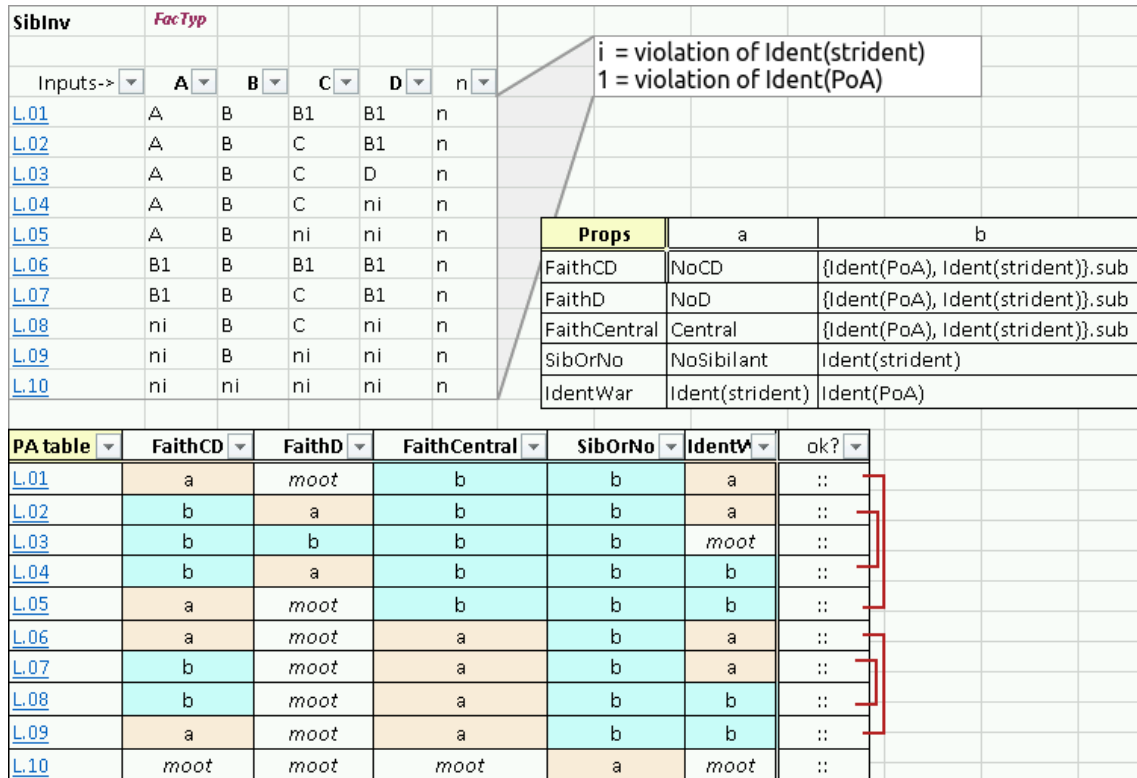 SibInv FacTyp
i = violation of Ident(strident)
1 = violation of Ident(PoA)
Inputs-> A B C D n
L.01 A B B1 B1 n
L.02 A B C B1 n
L.03 A B C D n
L.04 A B C ni n
L.05 A B ni ni n
L.06 B1 B B1 B1 n
L.07 B1 B C B1 n
L.08 ni B C ni n
L.09 ni B ni ni n
L.10 ni ni ni ni n
Props a b
FaithCD NoCD {Ident(PoA), Ident(strident)}.sub
FaithD NoD {Ident(PoA), Ident(strident)}.sub
FaithCentral Central {Ident(PoA), Ident(strident)}.sub
SibOrNo NoSibilant Ident(strident)
IdentWar Ident(strident) Ident(PoA)
PA table FaithCD FaithD FaithCentral SibOrNo IdentW ok?
L.01 a moot b b a ::
L.02 b a b b a ::
L.03 b b b b moot ::
L.04 b a b b b ::
L.05 a moot b b b ::
L.06 a moot a b a ::
L.07 b moot a b a ::
L.08 b moot a b b ::
L.09 a moot a b b ::
L.10 moot moot moot a moot ::